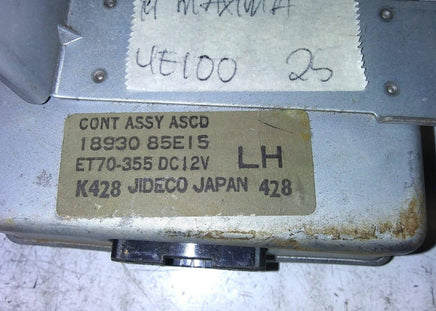 M MAXIMA
4E100 25
CONT ASSY ASCD
18930 85E15
ET70-355 DC12V LH
K428 JIDECO JAPAN 428